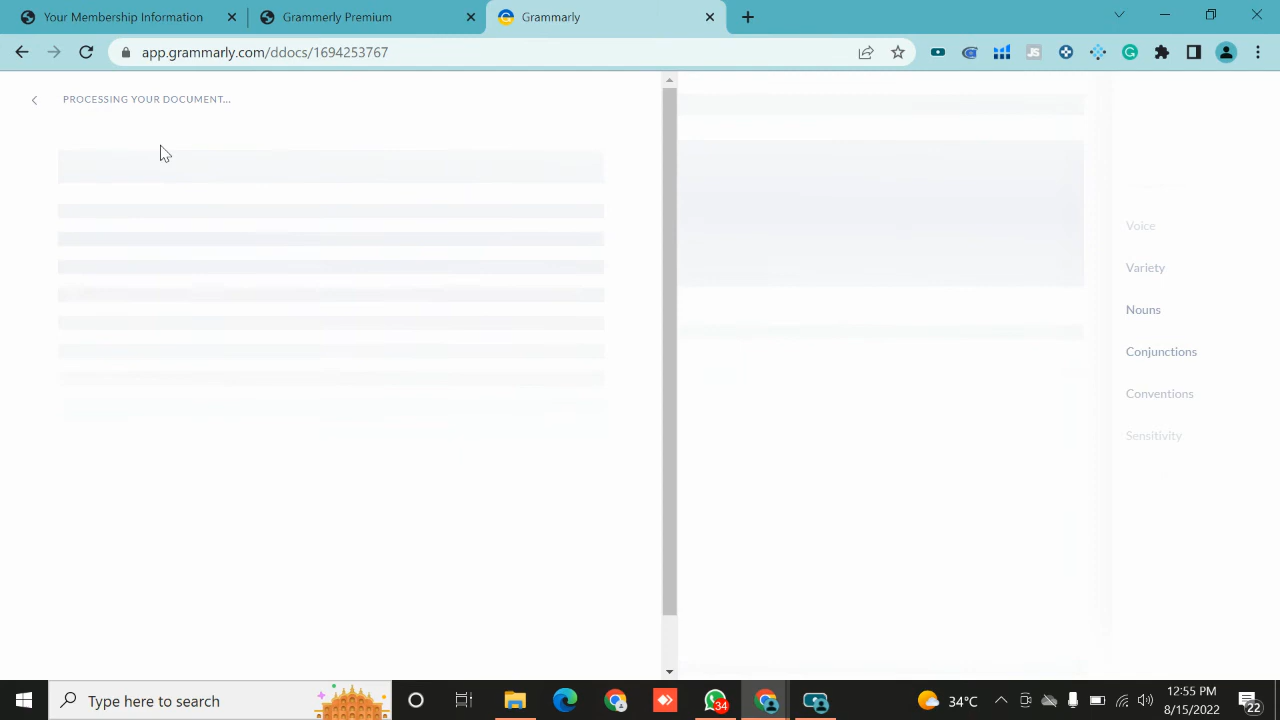 Your Membership Information
Grammerly Premium
Grammarly
app.grammarly.com/ddocs/1694253767
JS
PROCESSING YOUR DOCUMENT...
Voice
Variety
Nouns
Conjunctions
Conventions
Sensitivity
Type here to search
34
34°C
12:55 PM
8/15/2022
22